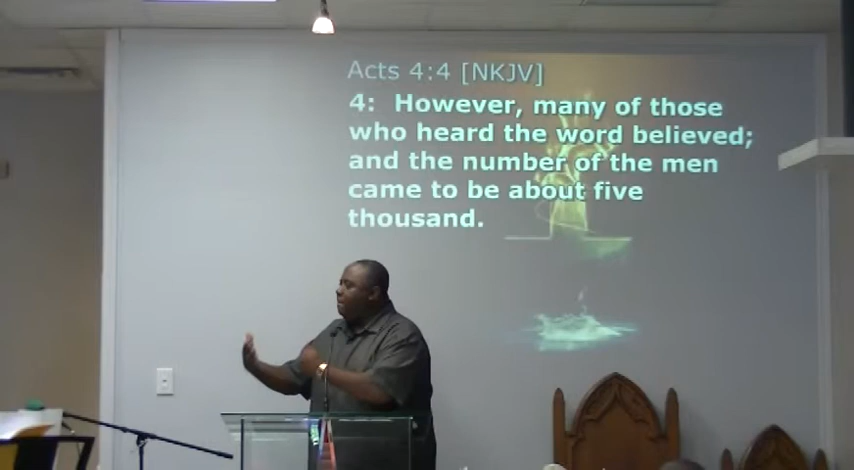 Acts 4:4 [NKJV]
4: However, many of those
who heard the word believed;
and the number of the men
came to be about five
thousand.